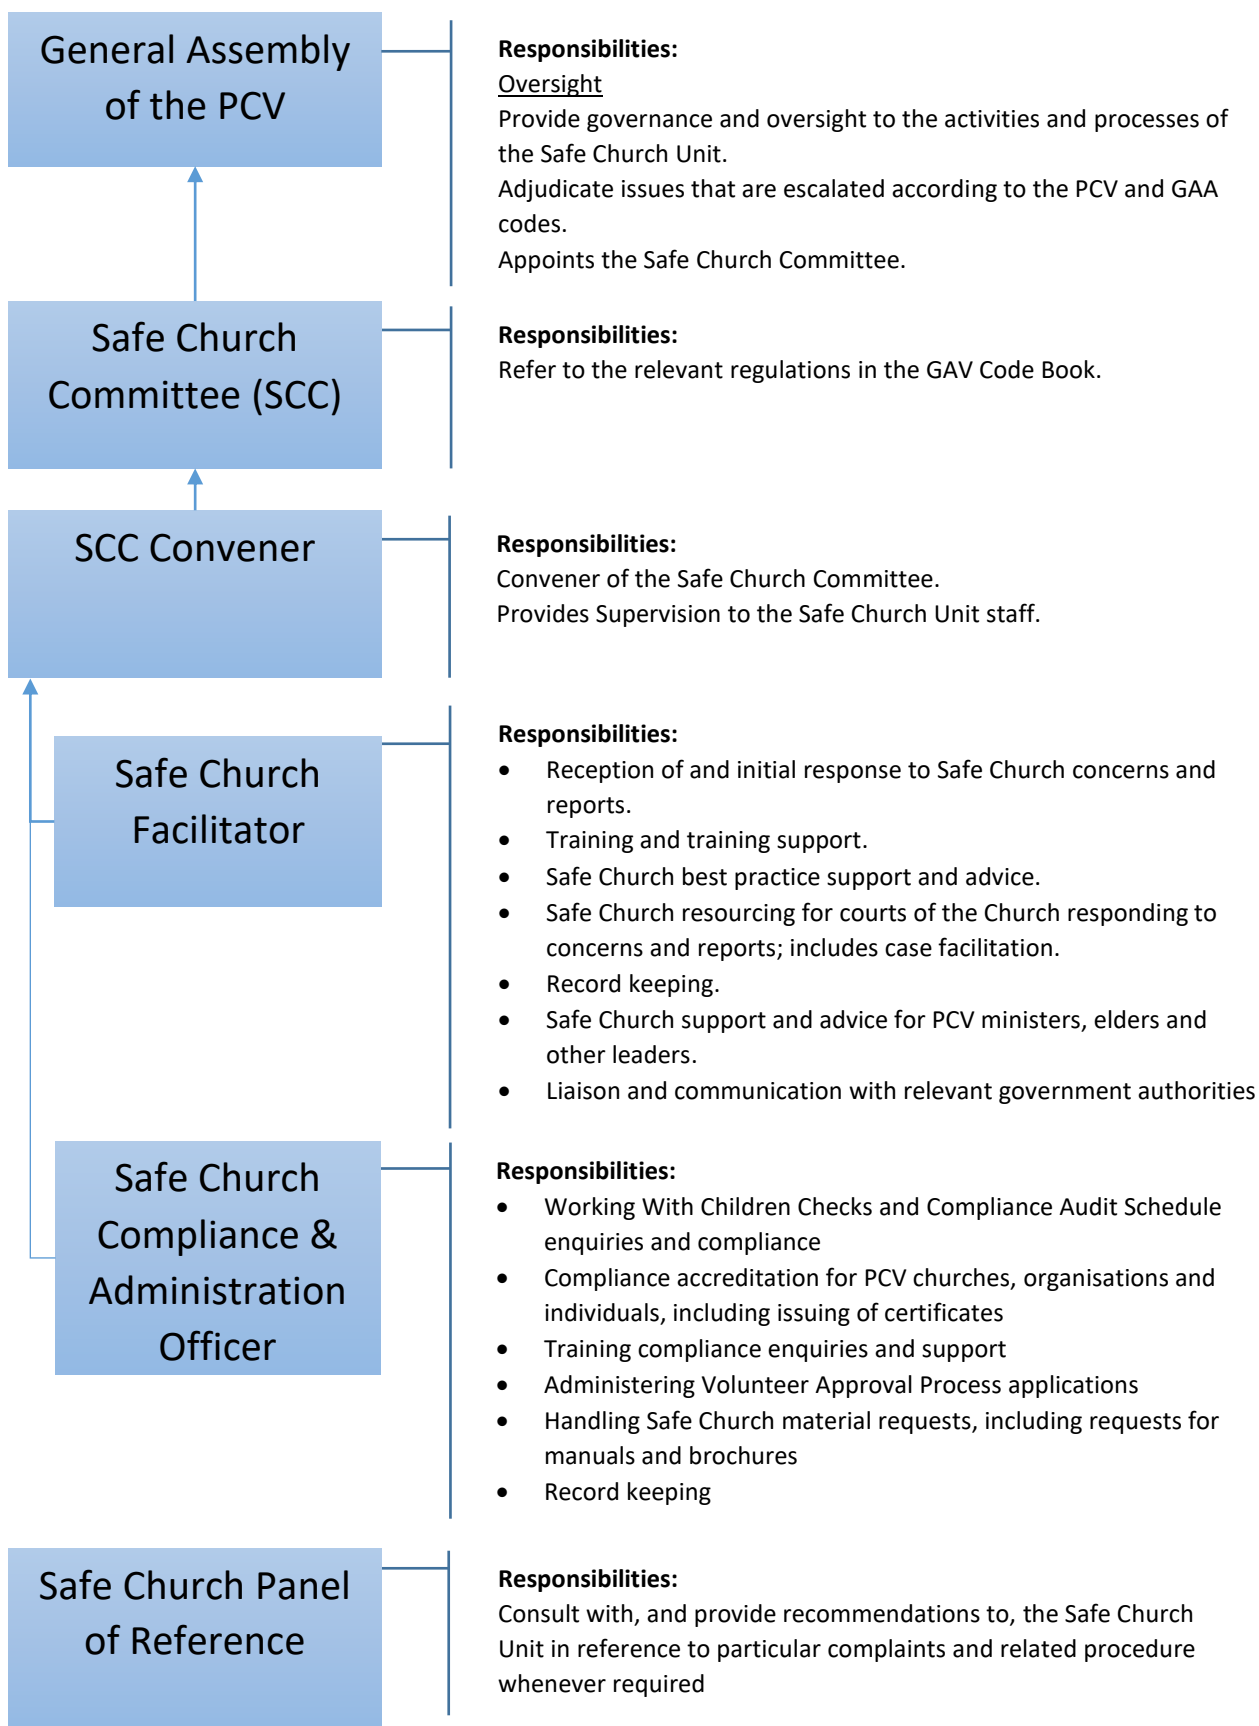 General Assembly
of the PCV
Responsibilities:
Oversight
Provide governance and oversight to the activities and processes of
the Safe Church Unit.
Adjudicate issues that are escalated according to the PCV and GAA
codes.
Appoints the Safe Church Committee.
Safe Church
Committee (SCC)
Responsibilities:
Refer to the relevant regulations in the GAV Code Book.
SCC Convener
Responsibilities:
Convener of the Safe Church Committee.
Provides Supervision to the Safe Church Unit staff.
Safe Church
Facilitator
Responsibilities:
• Reception of and initial response to Safe Church concerns and
reports.
• Training and training support.
• Safe Church best practice support and advice.
• Safe Church resourcing for courts of the Church responding to
concerns and reports; includes case facilitation.
• Record keeping.
• Safe Church support and advice for PCV ministers, elders and
other leaders.
• Liaison and communication with relevant government authorities
Safe Church
Compliance &
Administration
Officer
Responsibilities:
• Working With Children Checks and Compliance Audit Schedule
enquiries and compliance
• Compliance accreditation for PCV churches, organisations and
individuals, including issuing of certificates
• Training compliance enquiries and support
• Administering Volunteer Approval Process applications
• Handling Safe Church material requests, including requests for
manuals and brochures
• Record keeping
Safe Church Panel
of Reference
Responsibilities:
Consult with, and provide recommendations to, the Safe Church
Unit in reference to particular complaints and related procedure
whenever required